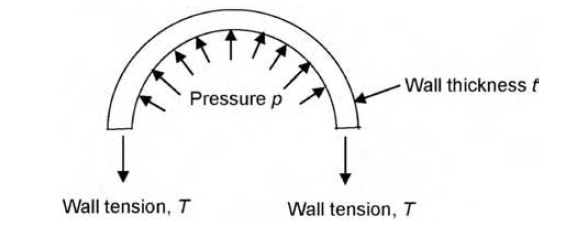 Wall thickness t
Pressure p
Wall tension, T
Wall tension, T